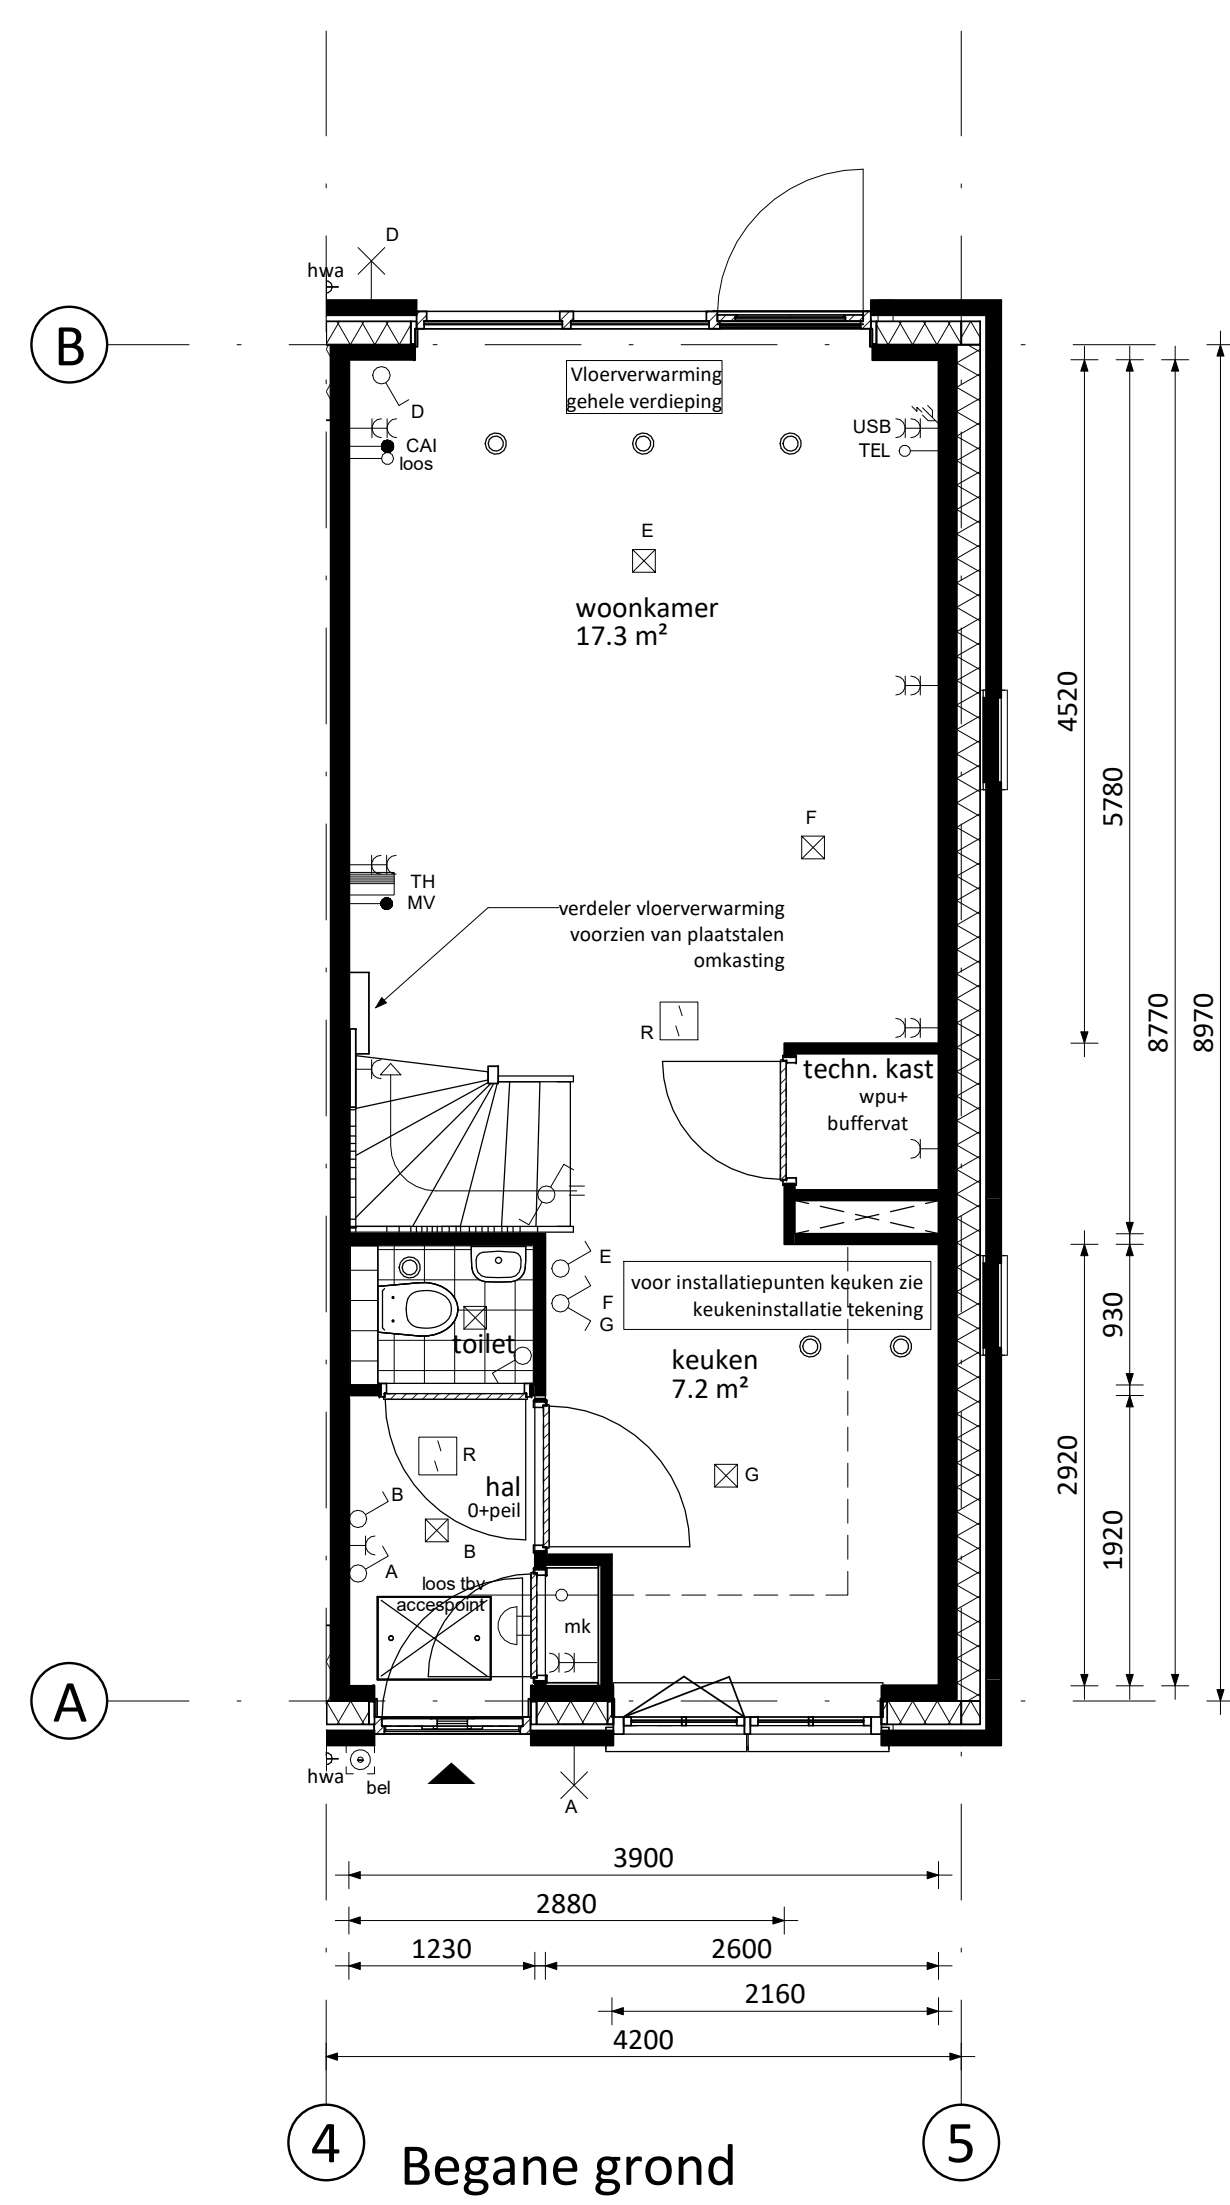 D
hwa
B
Vloerverwarming
gehele verdieping
D
CAI
loos
USB
TEL
E
woonkamer
17.3 m²
4520
5780
F
TH
MV
verdeler vloerverwarming
voorzien van plaatstalen
omkasting
8770
8970
R
techn. kast
wpu+
buffervat
E
F
G
voor installatiepunten keuken zie
keukeninstallatie tekening
930
toilet
keuken
7.2 m²
R
hal
0+peil
G
2920
1920
B
B
A
loos tbv
accespoint
mk
A
hwa
bel
A
3900
2880
1230
2600
2160
4200
4
5
Begane grond